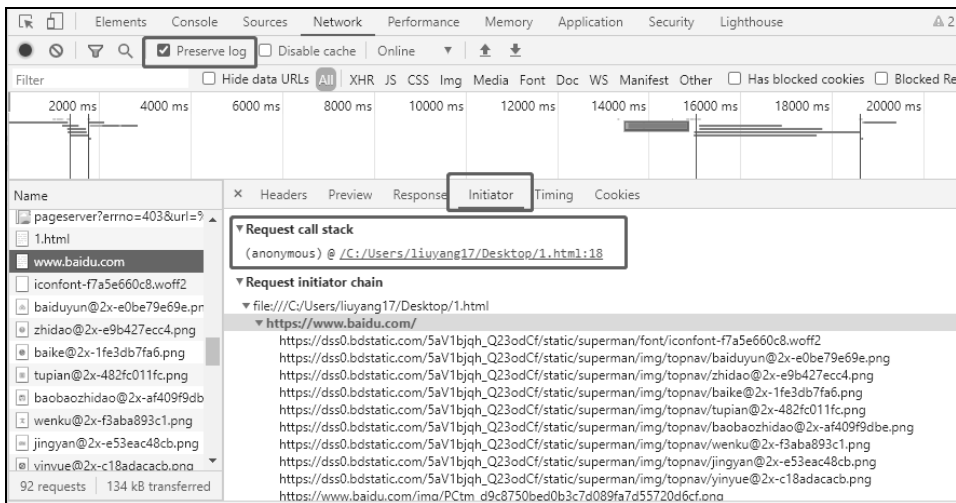 Elements Console Sources Network Performance Memory Application Security Lighthouse 2
Preserve log Disable cache Online
Filter Hide data URLs All XHR JS CSS Img Media Font Doc WS Manifest Other Has blocked cookies Blocked Re
2000 ms 4000 ms 6000 ms 8000 ms 10000 ms 12000 ms 14000 ms 16000 ms 18000 ms 20000 ms
Name
pageserver?errno=403&url=%
1.html
www.baidu.com
iconfont-f7a5e660c8.woff2
baiduyun@2x-e0be79e69e.pn
zhidao@2x-e9b427ecc4.png
baike@2x-1fe3db7fa6.png
tupian@2x-482fc011fc.png
baobaozhidao@2x-af409f9db
wenku@2x-f3aba893c1.png
jingyan@2x-e53eac48cb.png
yinyue@2x-c18adacacb.png
92 requests 134 kB transferred
× Headers Preview Response Initiator Timing Cookies
Request call stack
(anonymous) @ /C:/Users/liuyang17/Desktop/1.html:18
Request initiator chain
file:///C:/Users/liuyang17/Desktop/1.html
https://www.baidu.com/
https://dss0.bdstatic.com/5aV1bjqh_Q23odCf/static/superman/font/iconfont-f7a5e660c8.woff2
https://dss0.bdstatic.com/5aV1bjqh_Q23odCf/static/superman/img/topnav/baiduyun@2x-e0be79e69e.png
https://dss0.bdstatic.com/5aV1bjqh_Q23odCf/static/superman/img/topnav/zhidao@2x-e9b427ecc4.png
https://dss0.bdstatic.com/5aV1bjqh_Q23odCf/static/superman/img/topnav/baike@2x-1fe3db7fa6.png
https://dss0.bdstatic.com/5aV1bjqh_Q23odCf/static/superman/img/topnav/tupian@2x-482fc011fc.png
https://dss0.bdstatic.com/5aV1bjqh_Q23odCf/static/superman/img/topnav/baobaozhidao@2x-af409f9dbe.png
https://dss0.bdstatic.com/5aV1bjqh_Q23odCf/static/superman/img/topnav/wenku@2x-f3aba893c1.png
https://dss0.bdstatic.com/5aV1bjqh_Q23odCf/static/superman/img/topnav/jingyan@2x-e53eac48cb.png
https://dss0.bdstatic.com/5aV1bjqh_Q23odCf/static/superman/img/topnav/yinyue@2x-c18adacacb.png
https://www.baidu.com/img/PCtm_d9c8750bed0b3c7d089fa7d55720d6cf.png